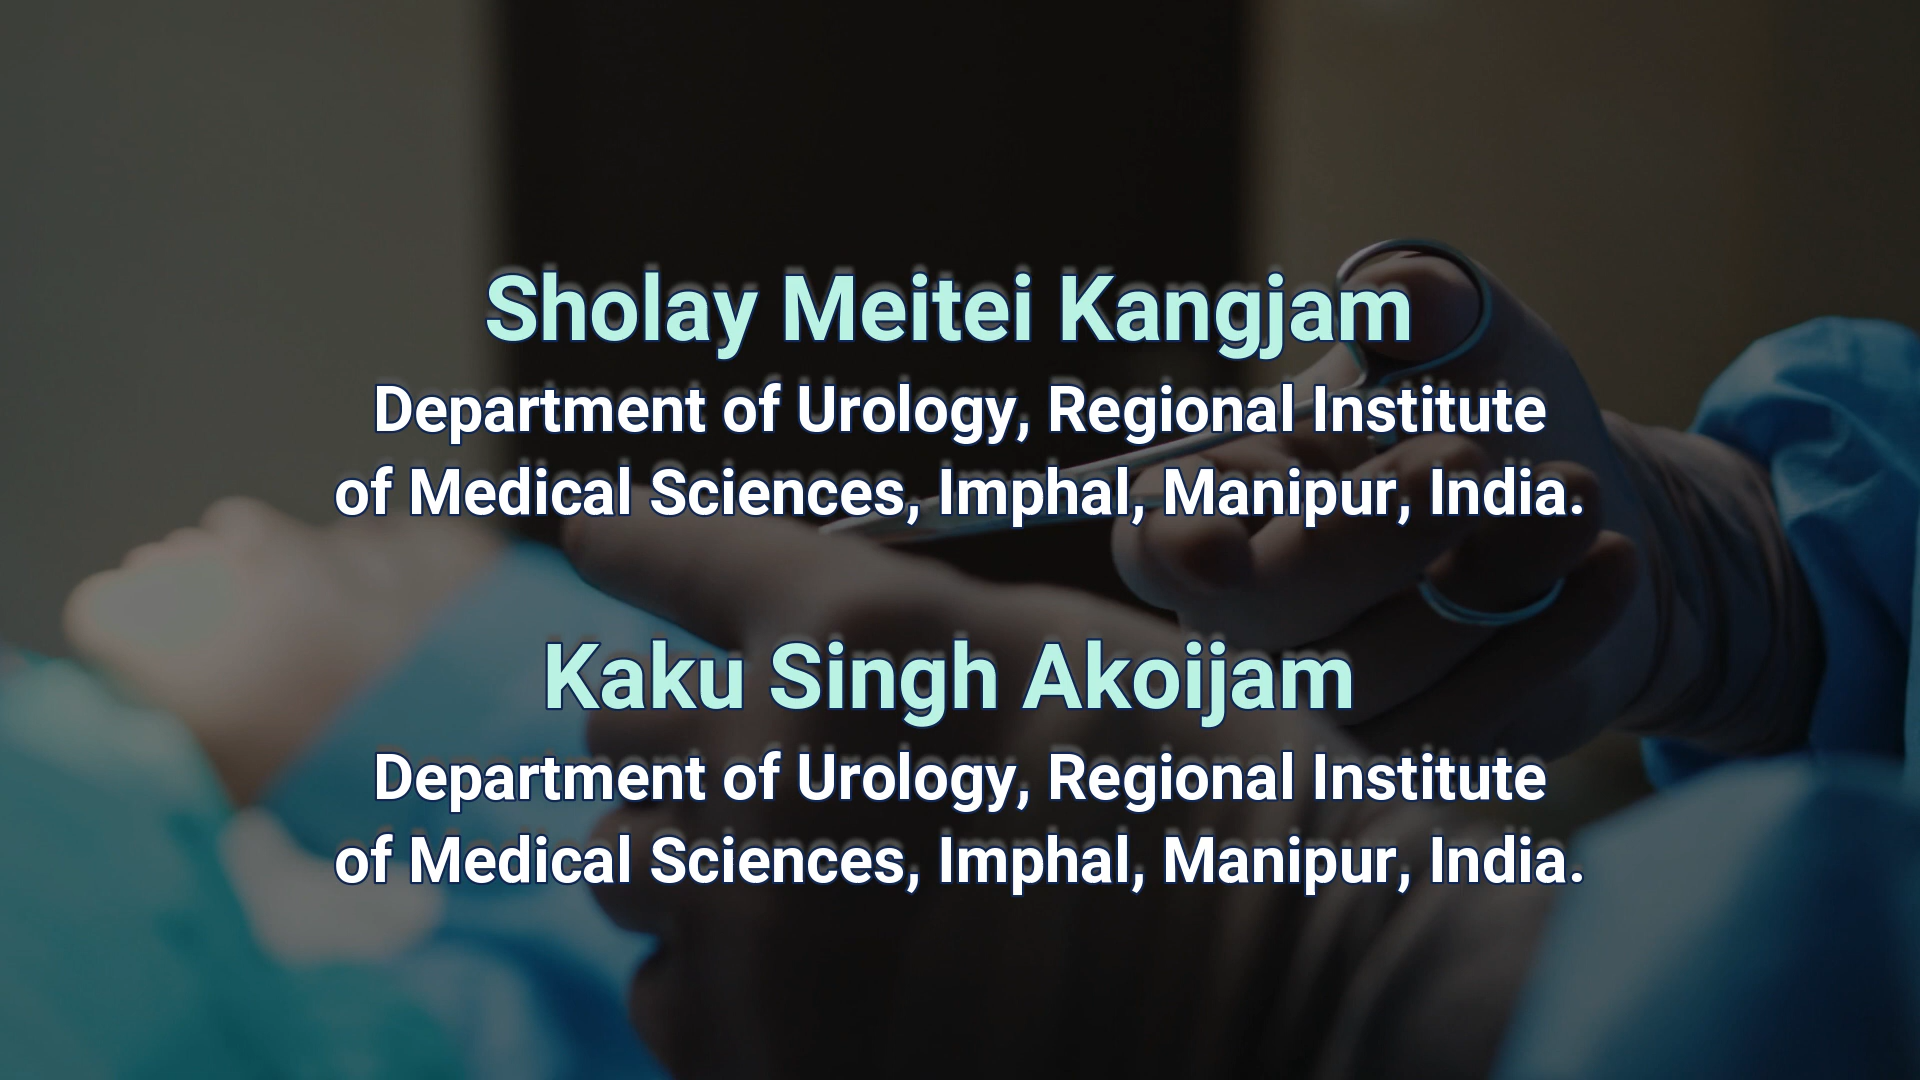 Sholay Meitei Kangjam
Department of Urology, Regional Institute
of Medical Sciences, Imphal, Manipur, India.
Kaku Singh Akoijam
Department of Urology, Regional Institute
of Medical Sciences, Imphal, Manipur, India.